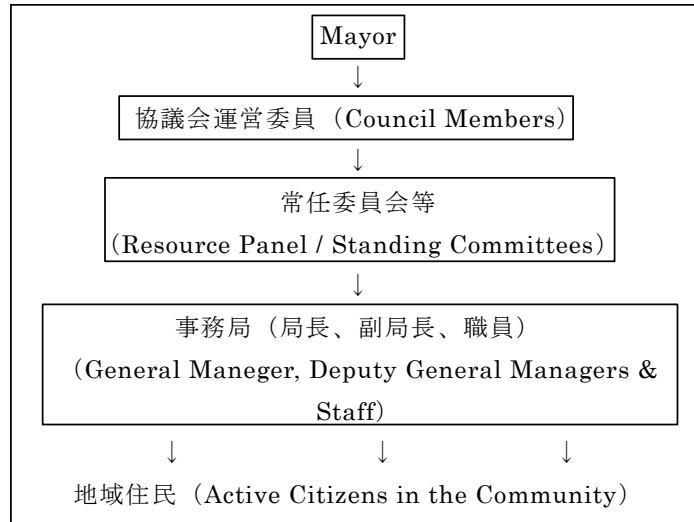 Mayor
↓
協議会運営委員（Council Members）
↓
常任委員会等
（Resource Panel / Standing Committees）
↓
事務局（局長、副局長、職員）
（General Maneger, Deputy General Managers &
Staff）
↓ ↓ ↓
地域住民（Active Citizens in the Community）